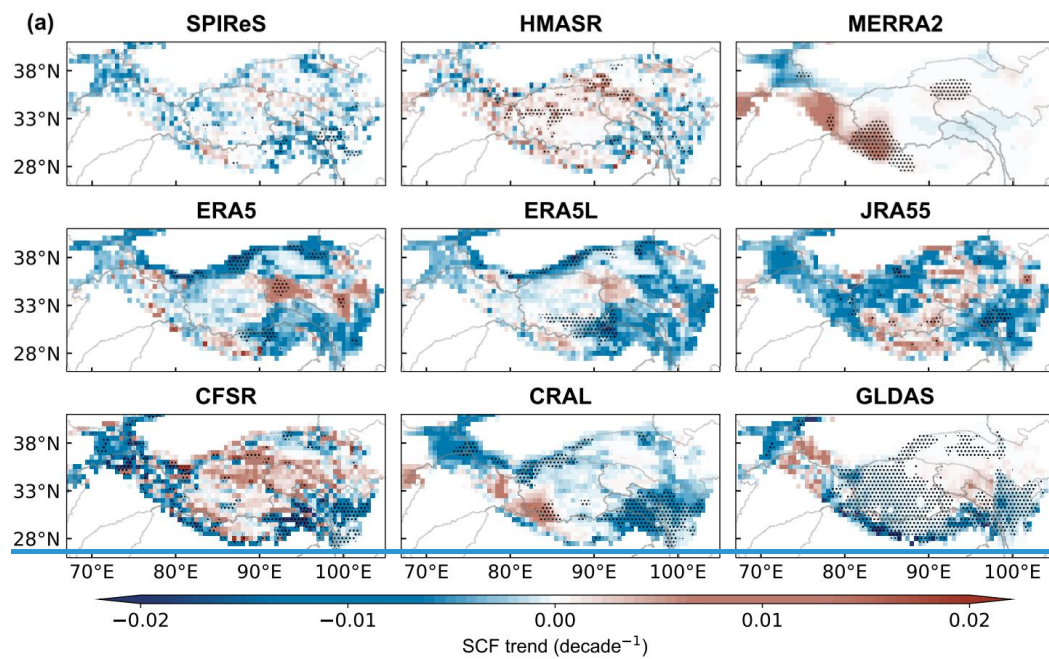 (a)
SPIReS HMASR MERRA2
38°N
33°N
28°N
ERA5 ERA5L JRA55
38°N
33°N
28°N
CFSR CRAL GLDAS
38°N
33°N
28°N
70°E 80°E 90°E 100°E 70°E 80°E 90°E 100°E 70°E 80°E 90°E 100°E
−0.02 −0.01 0.00 0.01 0.02
SCF trend (decade⁻¹)